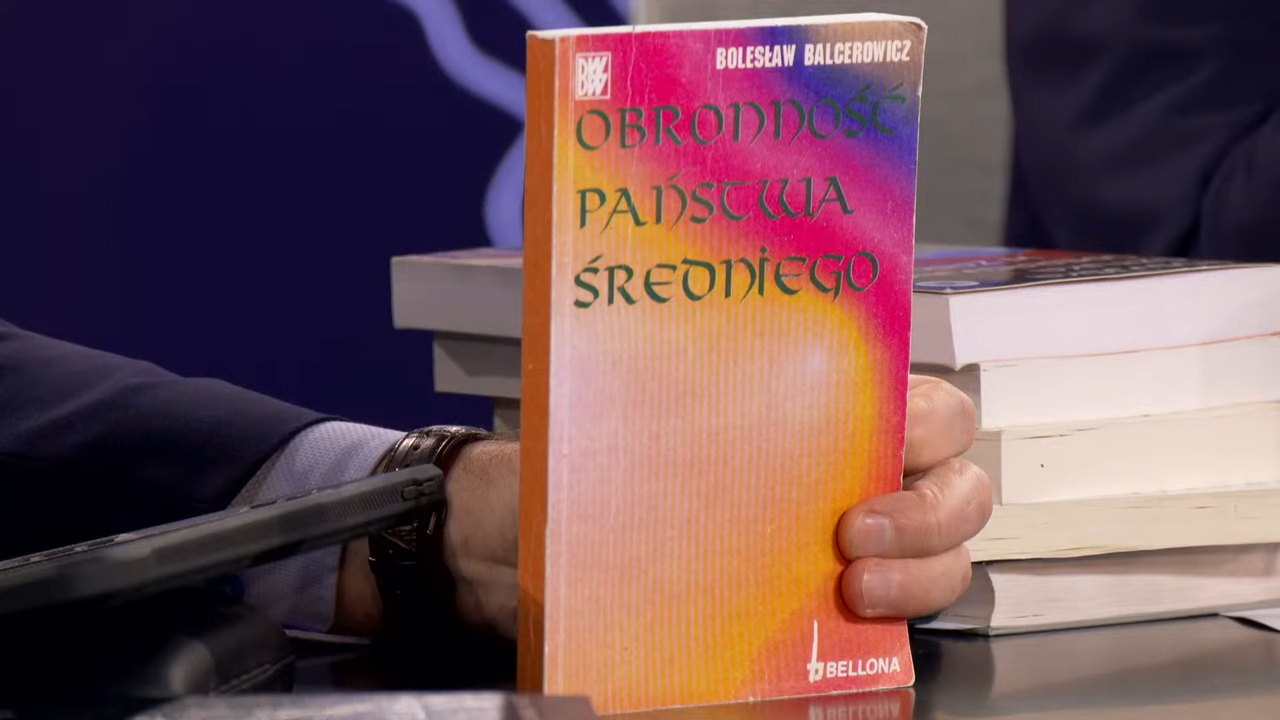 BOLESŁAW BALCEROWICZ
OBRONNOŚĆ
PAŃSTWA
ŚREDNIEGO
BELLONA